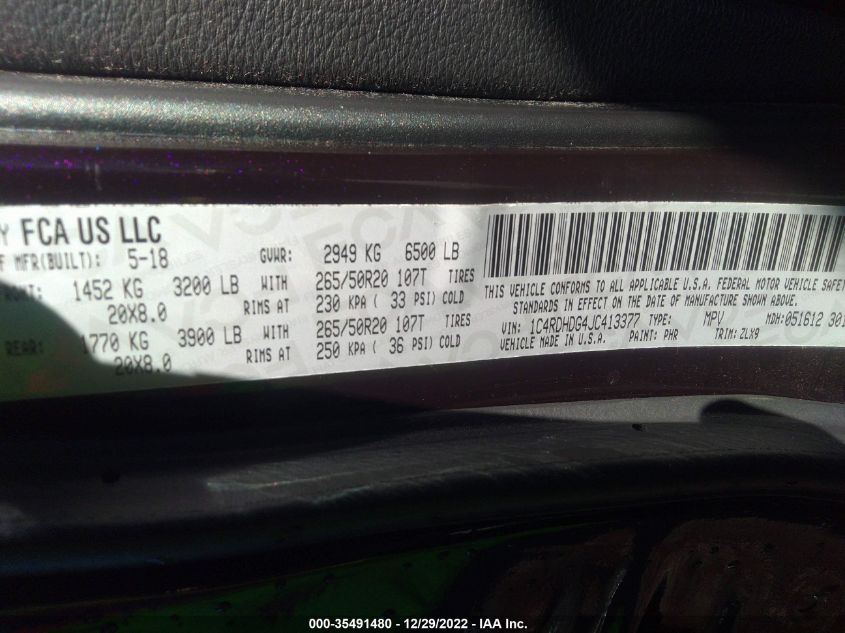 Y FCA US LLC
F MFR(BUILT): 5-18 GVWR: 2949 KG 6500 LB
FRONT: 1452 KG 3200 LB WITH 265/50R20 107T TIRES
20X8.0 RIMS AT 230 KPA ( 33 PSI) COLD
REAR: 1770 KG 3900 LB WITH 265/50R20 107T TIRES
20X8.0 RIMS AT 250 KPA ( 36 PSI) COLD
THIS VEHICLE CONFORMS TO ALL APPLICABLE U.S.A. FEDERAL MOTOR VEHICLE SAFETY
STANDARDS IN EFFECT ON THE DATE OF MANUFACTURE SHOWN ABOVE.
VIN: 1C4RDHDG4JC413377 TYPE: MPV MDH:051612 301
VEHICLE MADE IN U.S.A. PAINT: PHR TRIM: ZLX9
000-35491480 - 12/29/2022 - IAA Inc.